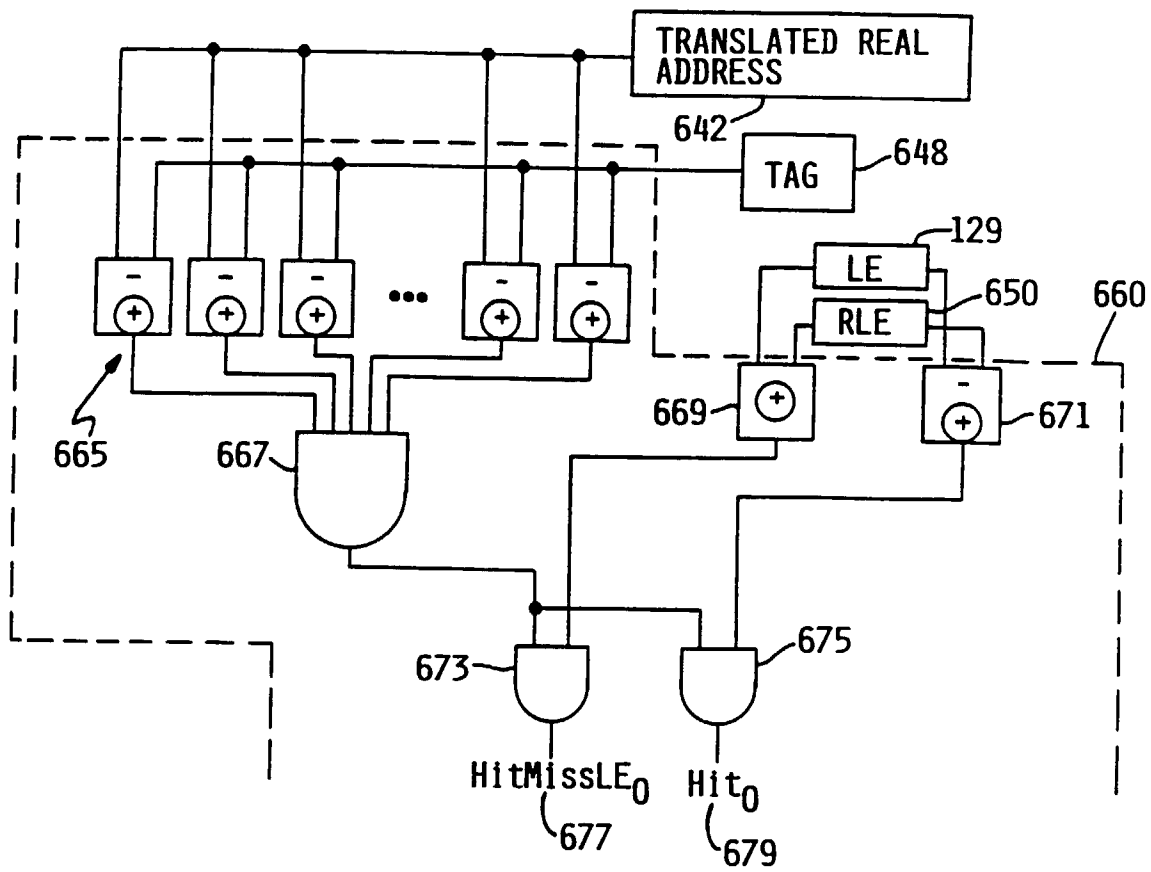 TRANSLATED REAL
ADDRESS
642
TAG
648
129
LE
650
RLE
660
- - - - -
+ + + ••• + +
665
667
669
+
-
+
671
673
675
HitMissLE0
677
Hit0
679